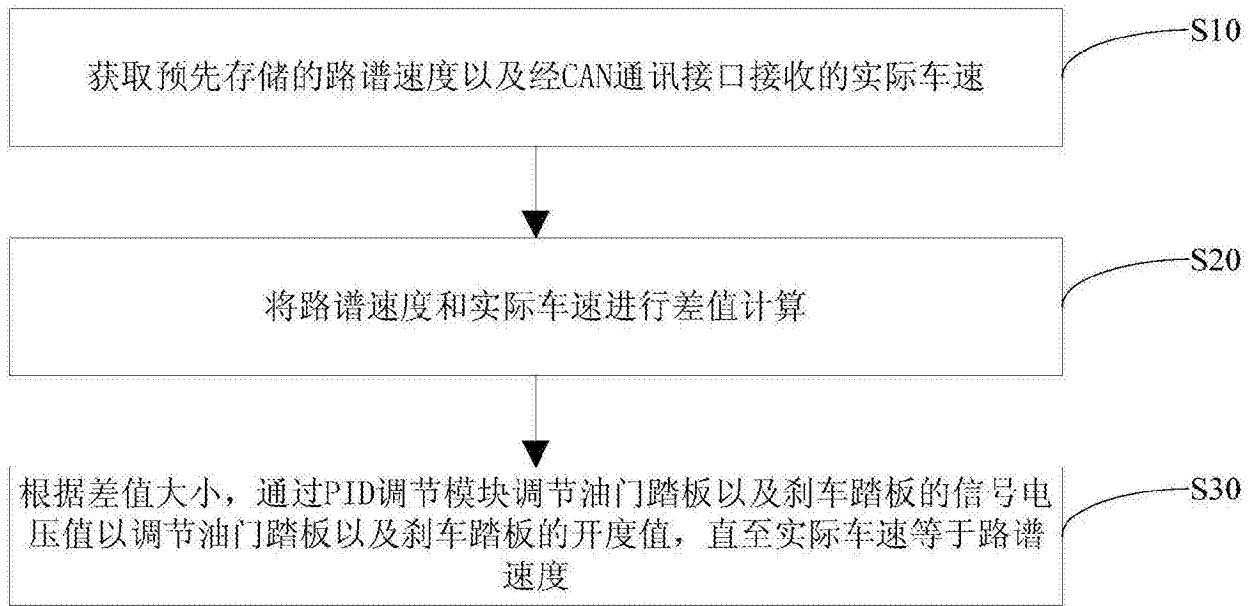 S10
获取预先存储的路谱速度以及经CAN通讯接口接收的实际车速
S20
将路谱速度和实际车速进行差值计算
S30
根据差值大小，通过PID调节模块调节油门踏板以及刹车踏板的信号电
压值以调节油门踏板以及刹车踏板的开度值，直至实际车速等于路谱
速度